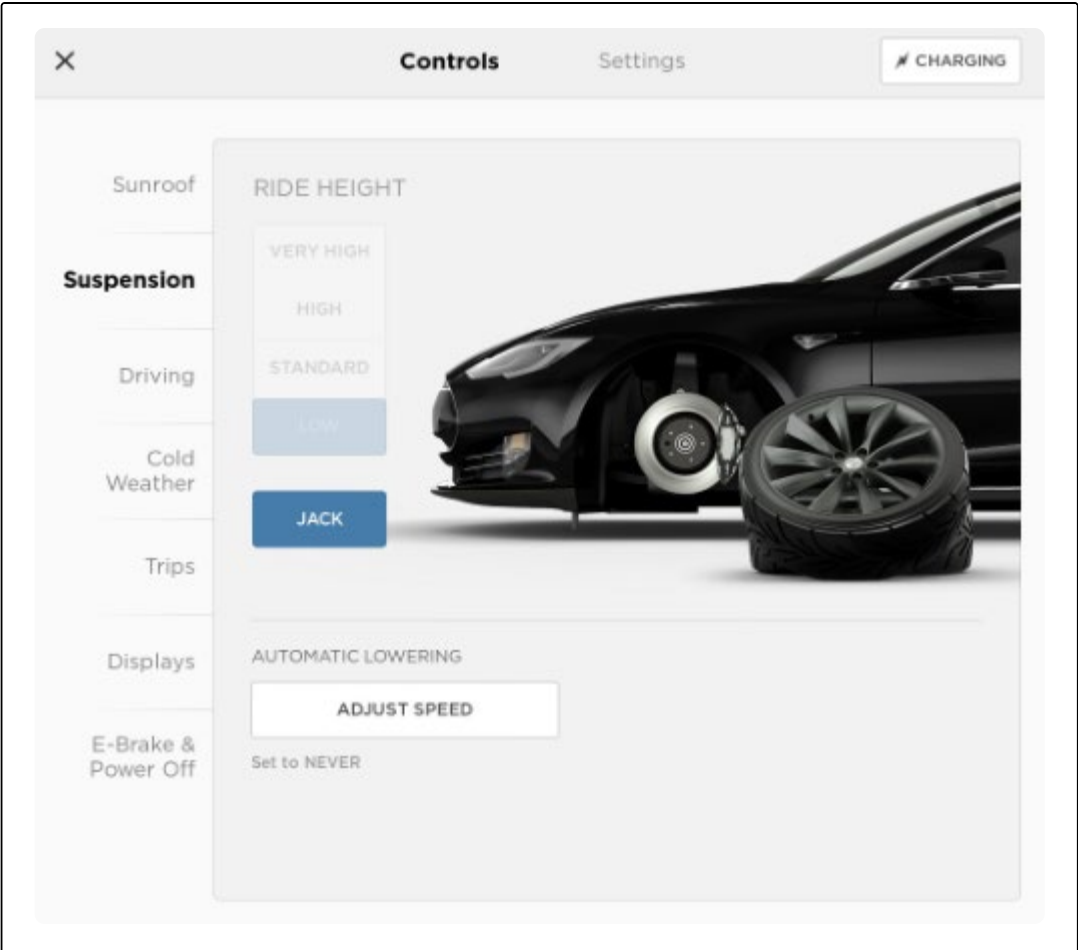 Controls
Settings
CHARGING
Sunroof
Suspension
Driving
Cold
Weather
Trips
Displays
E-Brake &
Power Off
RIDE HEIGHT
VERY HIGH
HIGH
STANDARD
LOW
JACK
AUTOMATIC LOWERING
ADJUST SPEED
Set to NEVER